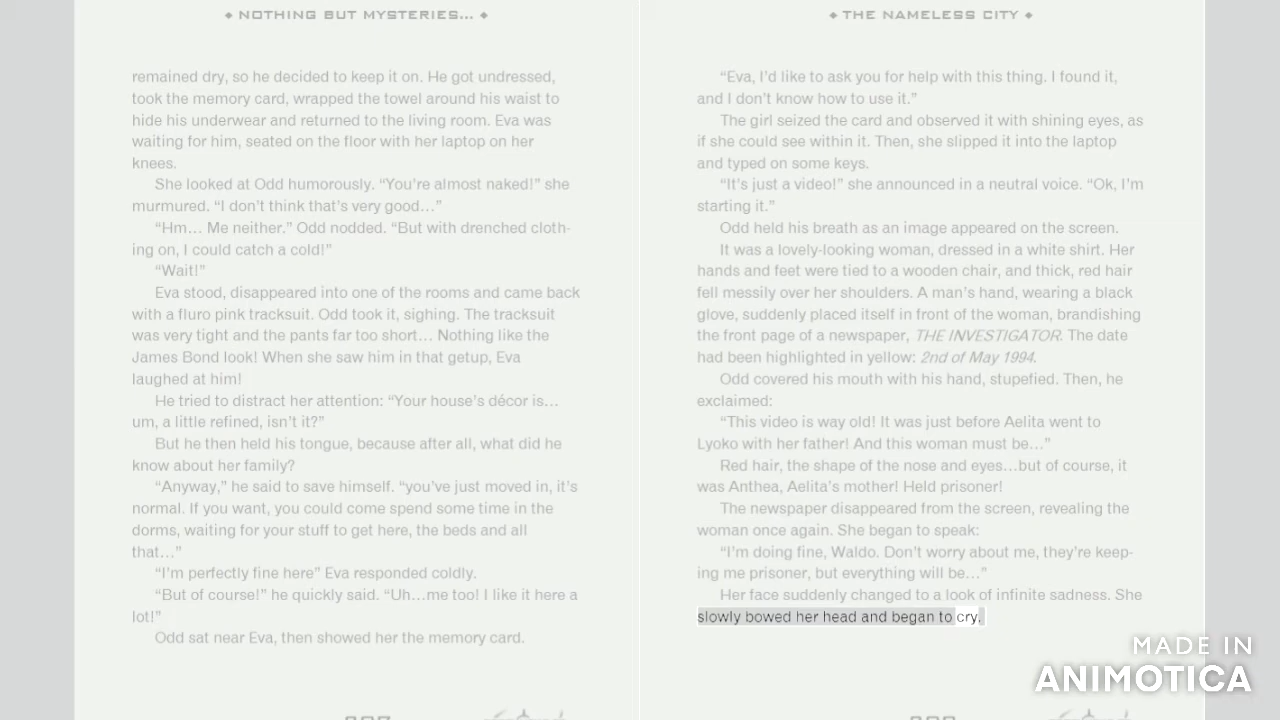 ◆ NOTHING BUT MYSTERIES... ◆
remained dry, so he decided to keep it on. He got undressed,
took the memory card, wrapped the towel around his waist to
hide his underwear and returned to the living room. Eva was
waiting for him, seated on the floor with her laptop on her
knees.
She looked at Odd humorously. “You’re almost naked!” she
murmured. “I don’t think that’s very good…”
“Hm… Me neither.” Odd nodded. “But with drenched cloth-
ing on, I could catch a cold!”
“Wait!”
Eva stood, disappeared into one of the rooms and came back
with a fluro pink tracksuit. Odd took it, sighing. The tracksuit
was very tight and the pants far too short… Nothing like the
James Bond look! When she saw him in that getup, Eva
laughed at him!
He tried to distract her attention: “Your house’s décor is…
um, a little refined, isn’t it?”
But he then held his tongue, because after all, what did he
know about her family?
“Anyway,” he said to save himself. “you’ve just moved in, it’s
normal. If you want, you could come spend some time in the
dorms, waiting for your stuff to get here, the beds and all
that…”
“I’m perfectly fine here” Eva responded coldly.
“But of course!” he quickly said. “Uh…me too! I like it here a
lot!”
Odd sat near Eva, then showed her the memory card.
◆ THE NAMELESS CITY ◆
“Eva, I’d like to ask you for help with this thing. I found it,
and I don’t know how to use it.”
The girl seized the card and observed it with shining eyes, as
if she could see within it. Then, she slipped it into the laptop
and typed on some keys.
“It’s just a video!” she announced in a neutral voice. “Ok, I’m
starting it.”
Odd held his breath as an image appeared on the screen.
It was a lovely-looking woman, dressed in a white shirt. Her
hands and feet were tied to a wooden chair, and thick, red hair
fell messily over her shoulders. A man’s hand, wearing a black
glove, suddenly placed itself in front of the woman, brandishing
the front page of a newspaper, THE INVESTIGATOR. The date
had been highlighted in yellow: 2nd of May 1994.
Odd covered his mouth with his hand, stupefied. Then, he
exclaimed:
“This video is way old! It was just before Aelita went to
Lyoko with her father! And this woman must be…”
Red hair, the shape of the nose and eyes…but of course, it
was Anthea, Aelita’s mother! Held prisoner!
The newspaper disappeared from the screen, revealing the
woman once again. She began to speak:
“I’m doing fine, Waldo. Don’t worry about me, they’re keep-
ing me prisoner, but everything will be…”
Her face suddenly changed to a look of infinite sadness. She
slowly bowed her head and began to cry.
MADE IN
ANIMOTICA